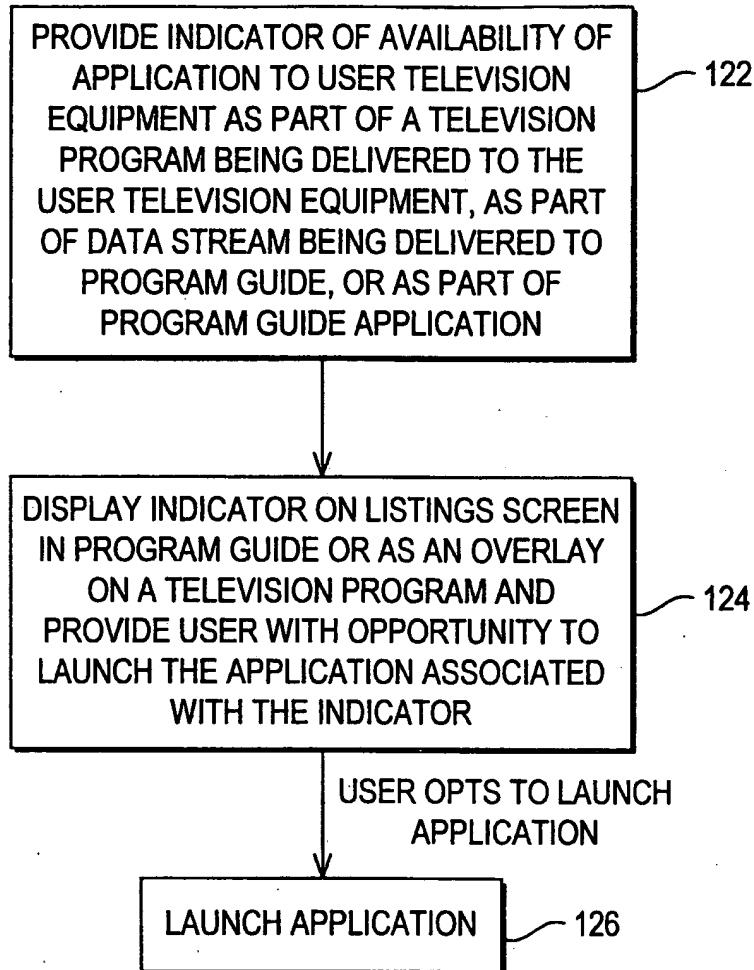 PROVIDE INDICATOR OF AVAILABILITY OF
APPLICATION TO USER TELEVISION
EQUIPMENT AS PART OF A TELEVISION
PROGRAM BEING DELIVERED TO THE
USER TELEVISION EQUIPMENT, AS PART
OF DATA STREAM BEING DELIVERED TO
PROGRAM GUIDE, OR AS PART OF
PROGRAM GUIDE APPLICATION
122
DISPLAY INDICATOR ON LISTINGS SCREEN
IN PROGRAM GUIDE OR AS AN OVERLAY
ON A TELEVISION PROGRAM AND
PROVIDE USER WITH OPPORTUNITY TO
LAUNCH THE APPLICATION ASSOCIATED
WITH THE INDICATOR
124
USER OPTS TO LAUNCH
APPLICATION
LAUNCH APPLICATION
126